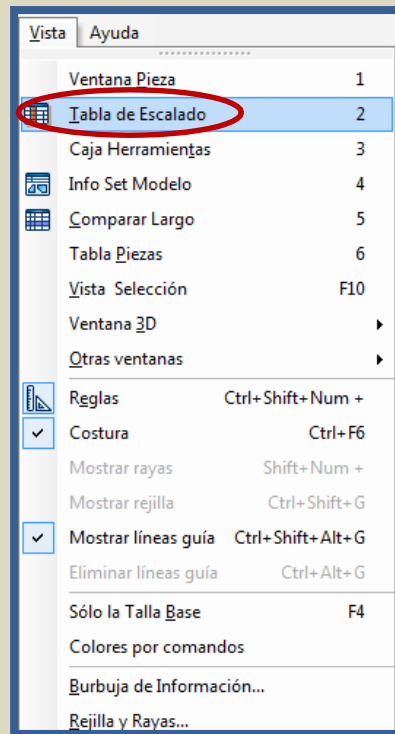 Vista Ayuda
Ventana Pieza 1
Tabla de Escalado 2
Caja Herramientas 3
Info Set Modelo 4
Comparar Largo 5
Tabla Piezas 6
Vista Selección F10
Ventana 3D
Otras ventanas
Reglas Ctrl+Shift+Num +
Costura Ctrl+F6
Mostrar rayas Shift+Num +
Mostrar rejilla Ctrl+Shift+G
Mostrar líneas guía Ctrl+Shift+Alt+G
Eliminar líneas guía Ctrl+Alt+G
Sólo la Talla Base F4
Colores por comandos
Burbuja de Información...
Rejilla y Rayas...